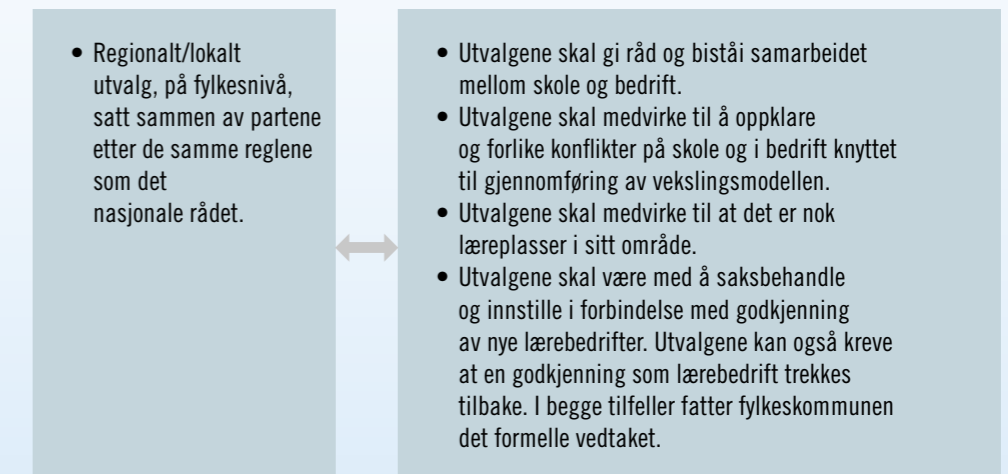 • Regionalt/lokalt
utvalg, på fylkesnivå,
satt sammen av partene
etter de samme reglene
som det
nasjonale rådet.
• Utvalgene skal gi råd og biståi samarbeidet
mellom skole og bedrift.
• Utvalgene skal medvirke til å oppklare
og forlike konflikter på skole og i bedrift knyttet
til gjennomføring av vekslingsmodellen.
• Utvalgene skal medvirke til at det er nok
læreplasser i sitt område.
• Utvalgene skal være med å saksbehandle
og innstille i forbindelse med godkjenning
av nye lærebedrifter. Utvalgene kan også kreve
at en godkjenning som lærebedrift trekkes
tilbake. I begge tilfeller fatter fylkeskommunen
det formelle vedtaket.